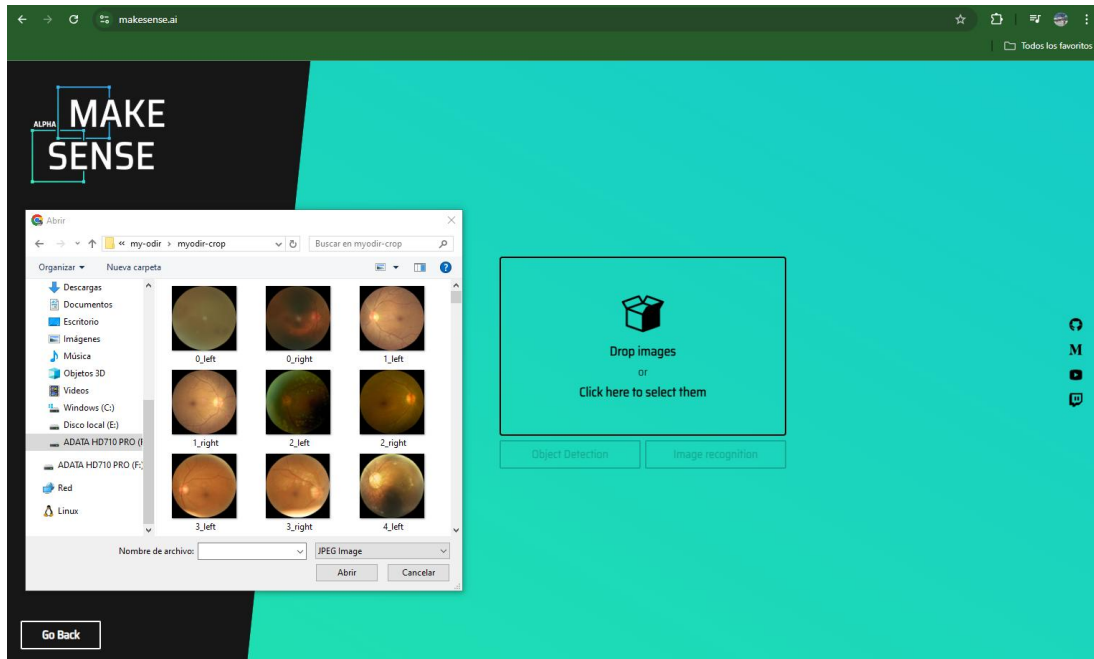 makesense.ai
Todos los favoritos
ALPHA
MAKE
SENSE
Abrir
« my-odir › myodir-crop
Buscar en myodir-crop
Organizar
Nueva carpeta
Descargas
Documentos
Escritorio
Imágenes
Música
Objetos 3D
Videos
Windows (C:)
Disco local (E:)
ADATA HD710 PRO (F
ADATA HD710 PRO (F:)
Red
Linux
0_left
0_right
1_left
1_right
2_left
2_right
3_left
3_right
4_left
Nombre de archivo:
JPEG Image
Abrir
Cancelar
Drop images
or
Click here to select them
Object Detection
Image recognition
Go Back